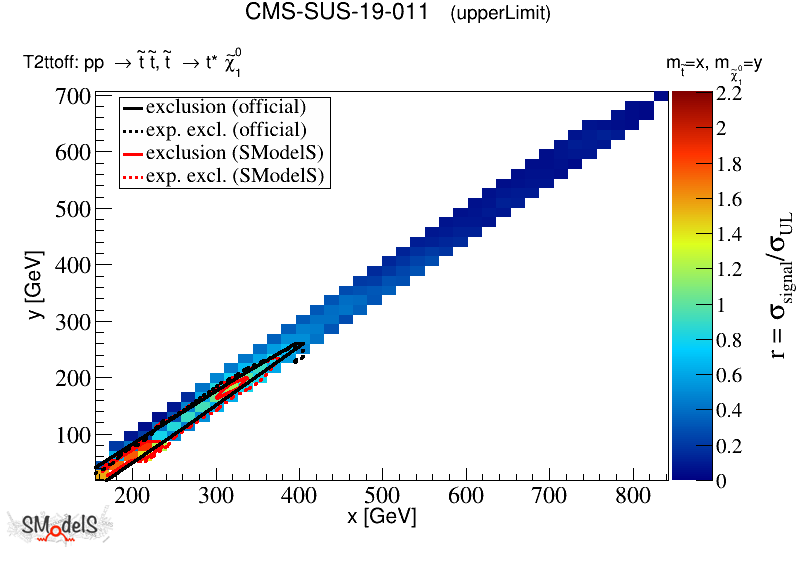 CMS-SUS-19-011 (upperLimit)
T2ttoff: pp → t̃ t̃, t̃ → t* χ̃₁⁰
m_t̃=x, m_χ̃₁⁰=y
exclusion (official)
exp. excl. (official)
exclusion (SModelS)
exp. excl. (SModelS)
700
600
500
400
300
200
100
y [GeV]
200 300 400 500 600 700 800
x [GeV]
2.2
2
1.8
1.6
1.4
1.2
1
0.8
0.6
0.4
0.2
0
r = σ_signal/σ_UL
SModelS